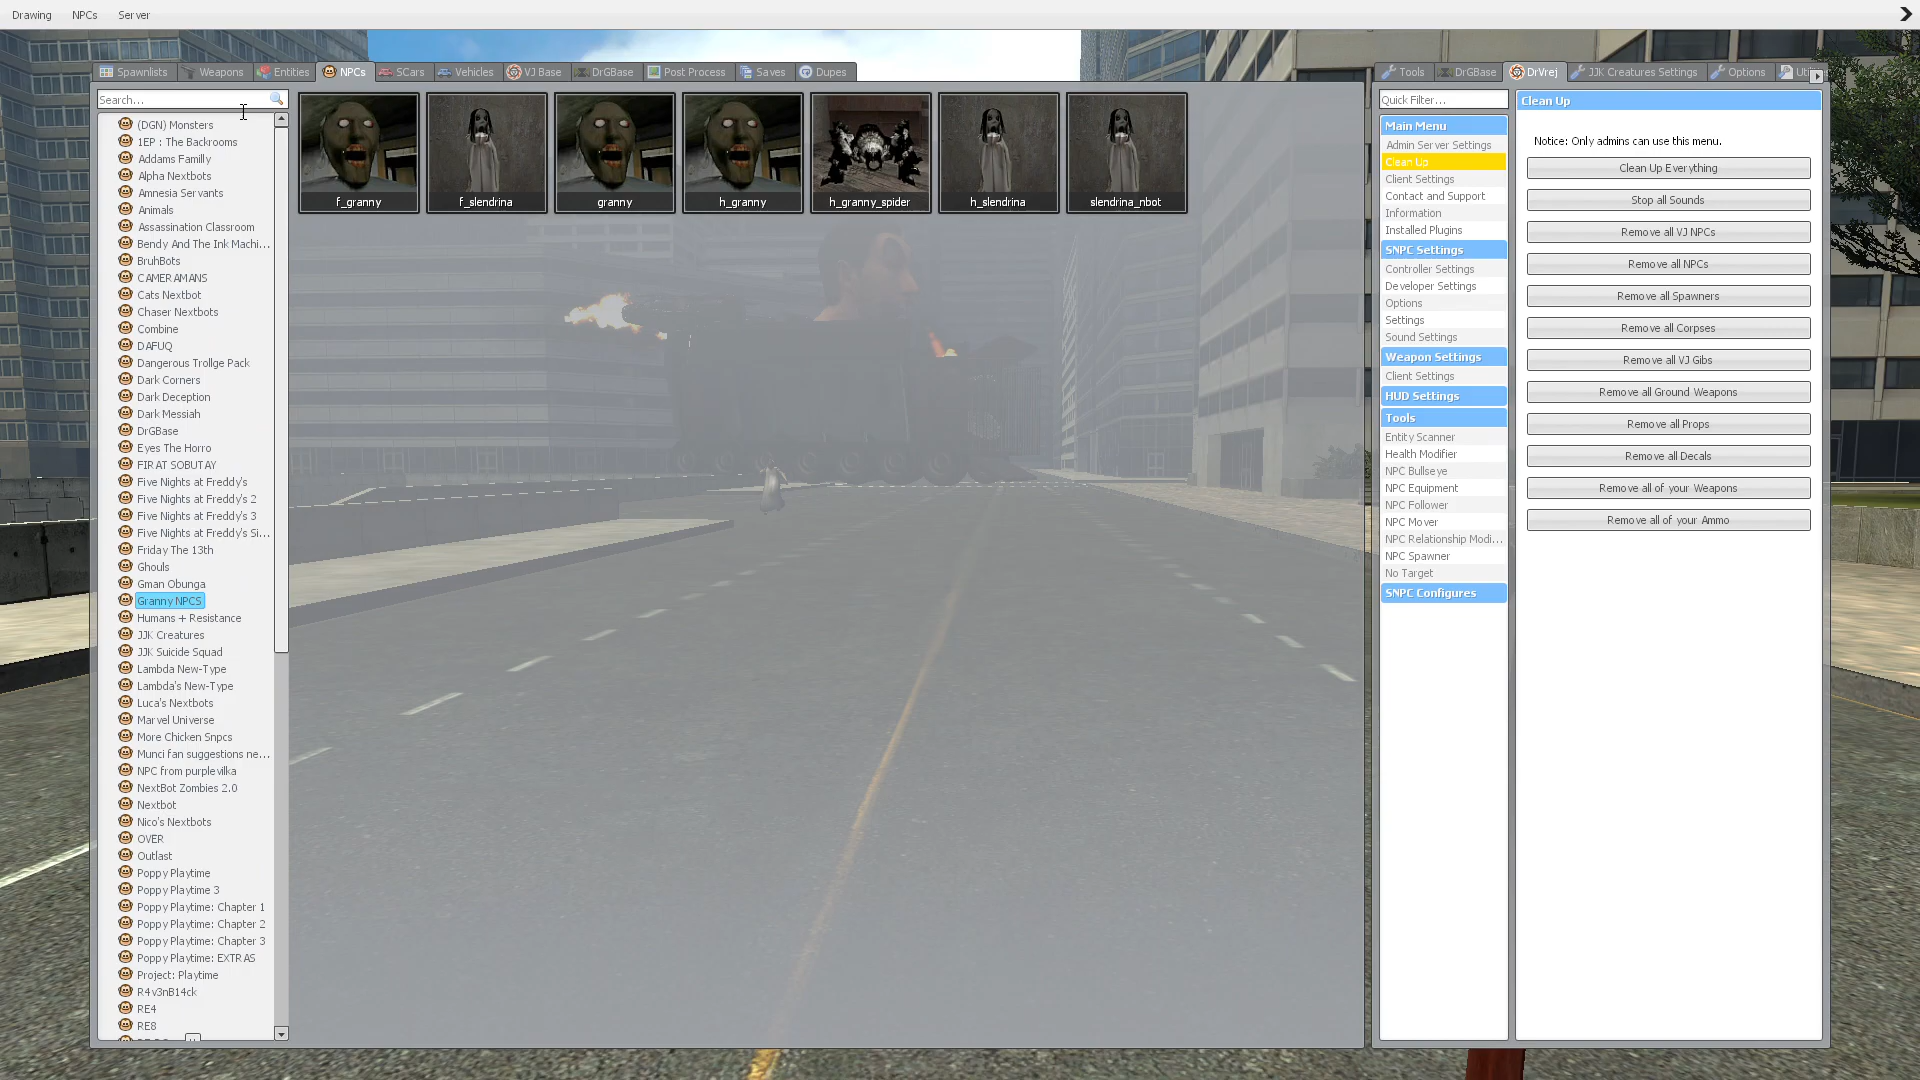 Drawing NPCs Server
Spawnlists Weapons Entities NPCs SCars Vehicles VJ Base DrGBase Post Process Saves Dupes
Search...
(DGN) Monsters
1EP : The Backrooms
Addams Familly
Alpha Nextbots
Amnesia Servants
Animals
Assassination Classroom
Bendy And The Ink Machi...
BruhBots
CAMERAMANS
Cats Nextbot
Chaser Nextbots
Combine
DAFUQ
Dangerous Trollge Pack
Dark Corners
Dark Deception
Dark Messiah
DrGBase
Eyes The Horro
FIRAT SOBUTAY
Five Nights at Freddy's
Five Nights at Freddy's 2
Five Nights at Freddy's 3
Five Nights at Freddy's Si...
Friday The 13th
Ghouls
Gman Obunga
Granny NPCS
Humans + Resistance
JJK Creatures
JJK Suicide Squad
Lambda New-Type
Lambda's New-Type
Luca's Nextbots
Marvel Universe
More Chicken Snpcs
Munci fan suggestions ne...
NPC from purplevilka
NextBot Zombies 2.0
Nextbot
Nico's Nextbots
OVER
Outlast
Poppy Playtime
Poppy Playtime 3
Poppy Playtime: Chapter 1
Poppy Playtime: Chapter 2
Poppy Playtime: Chapter 3
Poppy Playtime: EXTRAS
Project: Playtime
R4v3nB14ck
RE4
RE8
f_granny f_slendrina granny h_granny h_granny_spider h_slendrina slendrina_nbot
Tools DrGBase DrVrej JJK Creatures Settings Options
Quick Filter...
Main Menu
Admin Server Settings
Clean Up
Client Settings
Contact and Support
Information
Installed Plugins
SNPC Settings
Controller Settings
Developer Settings
Options
Settings
Sound Settings
Weapon Settings
Client Settings
HUD Settings
Tools
Entity Scanner
Health Modifier
NPC Bullseye
NPC Equipment
NPC Follower
NPC Mover
NPC Relationship Modi...
NPC Spawner
No Target
SNPC Configures
Clean Up
Notice: Only admins can use this menu.
Clean Up Everything
Stop all Sounds
Remove all VJ NPCs
Remove all NPCs
Remove all Spawners
Remove all Corpses
Remove all VJ Gibs
Remove all Ground Weapons
Remove all Props
Remove all Decals
Remove all of your Weapons
Remove all of your Ammo